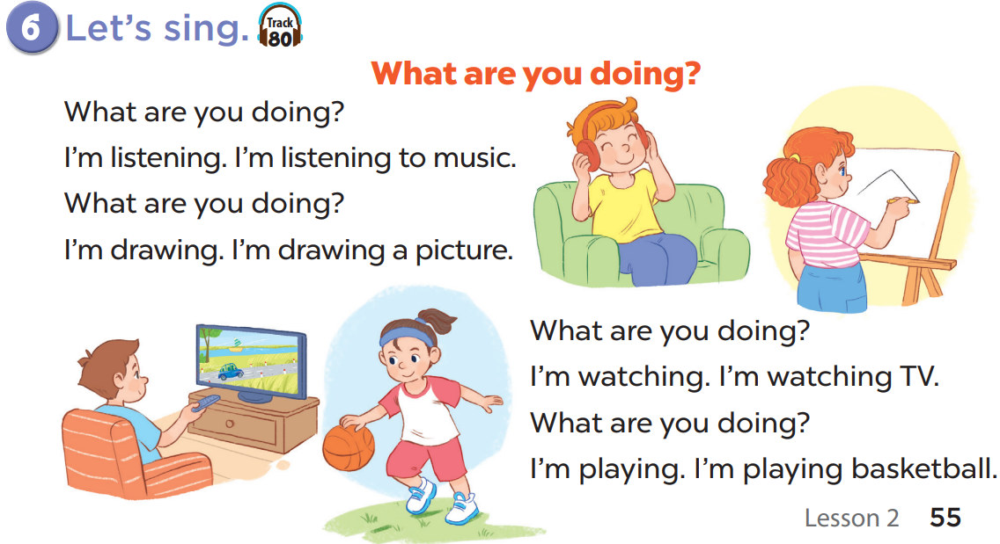 6 Let's sing. Track 80
What are you doing?
What are you doing?
I'm listening. I'm listening to music.
What are you doing?
I'm drawing. I'm drawing a picture.
What are you doing?
I'm watching. I'm watching TV.
What are you doing?
I'm playing. I'm playing basketball.
Lesson 2 55